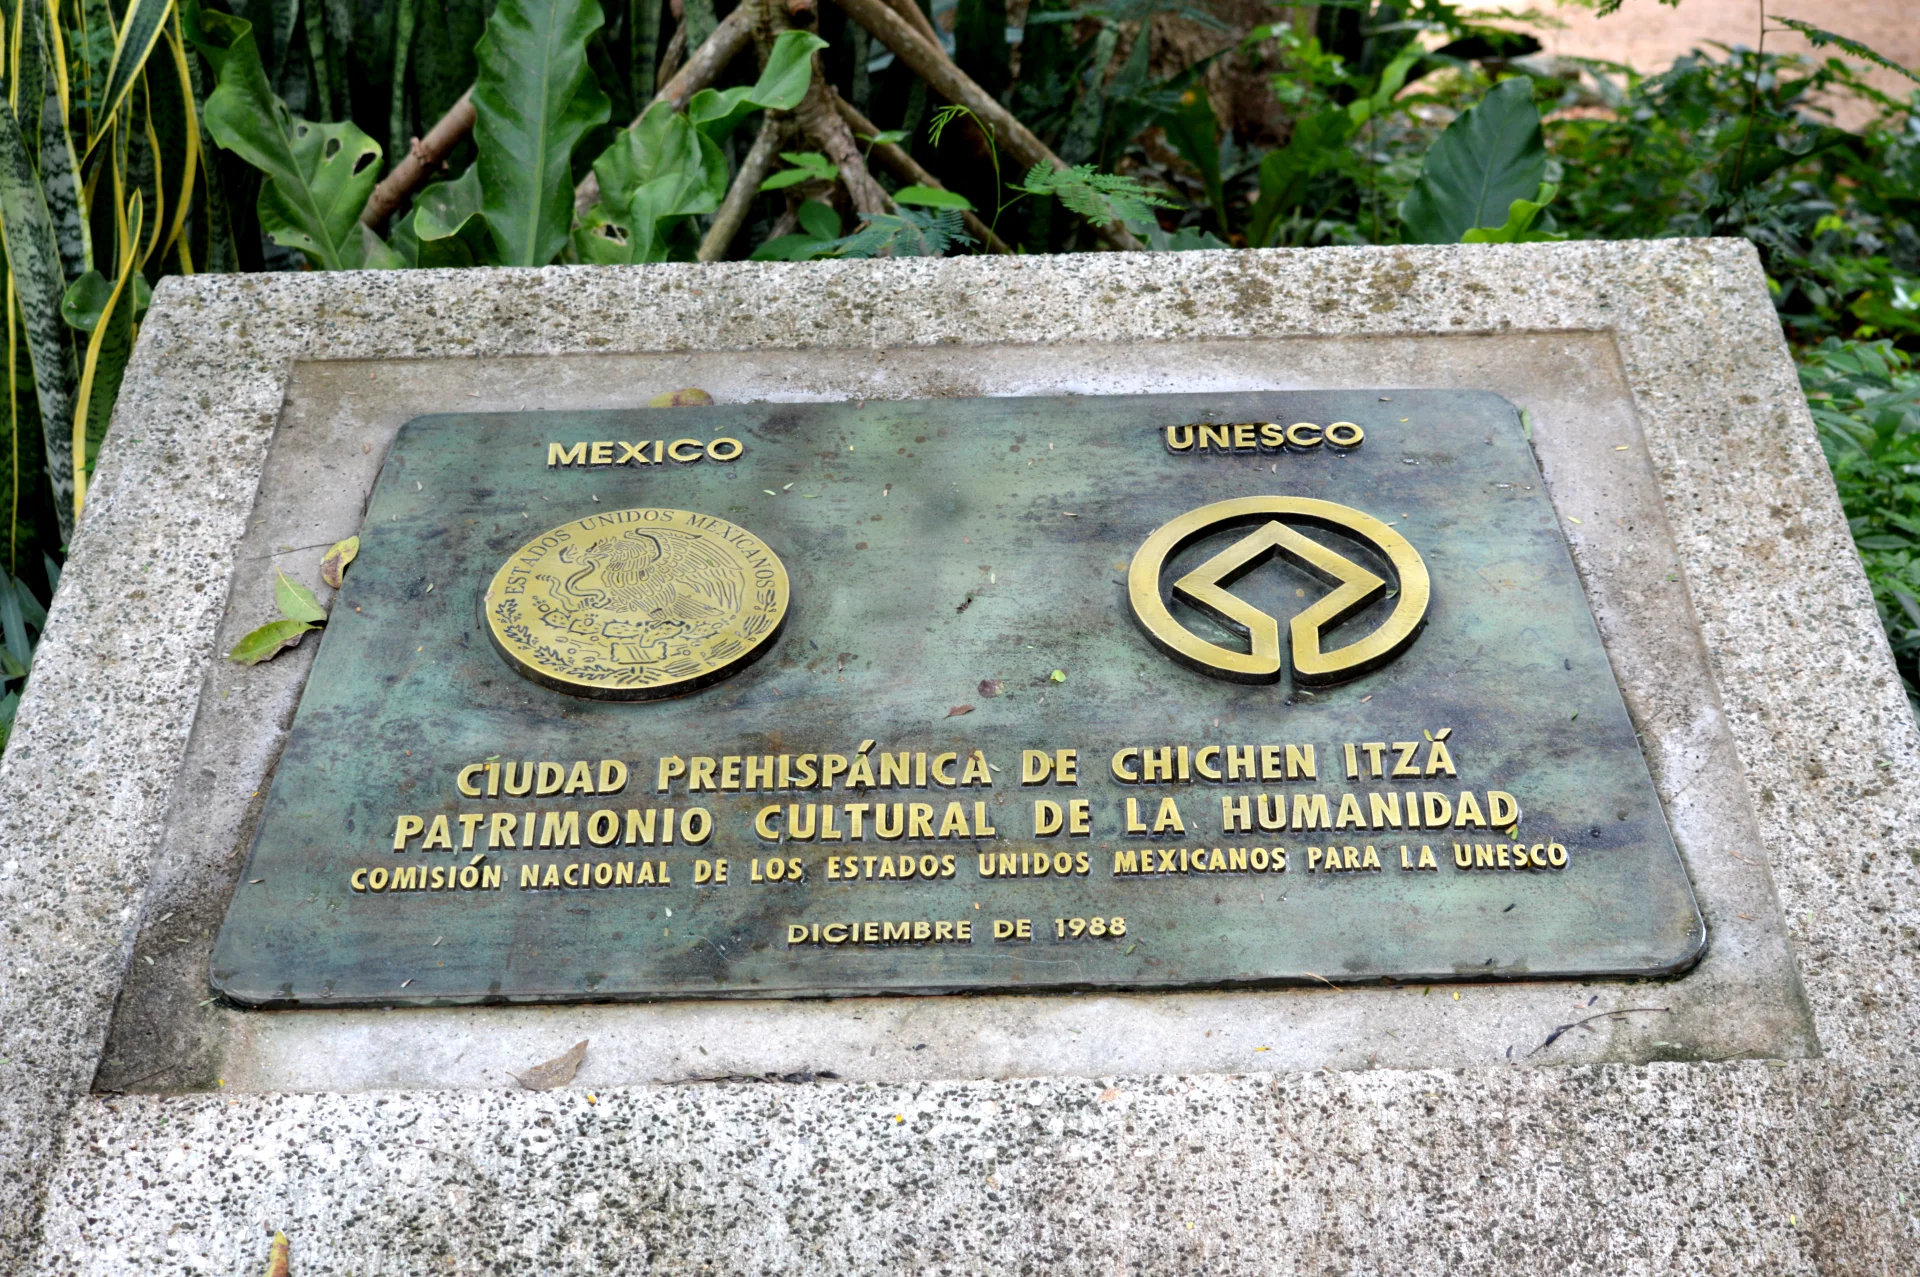 MEXICO
UNESCO
ESTADOS UNIDOS MEXICANOS
CIUDAD PREHISPÁNICA DE CHICHEN ITZÁ
PATRIMONIO CULTURAL DE LA HUMANIDAD
COMISIÓN NACIONAL DE LOS ESTADOS UNIDOS MEXICANOS PARA LA UNESCO
DICIEMBRE DE 1988